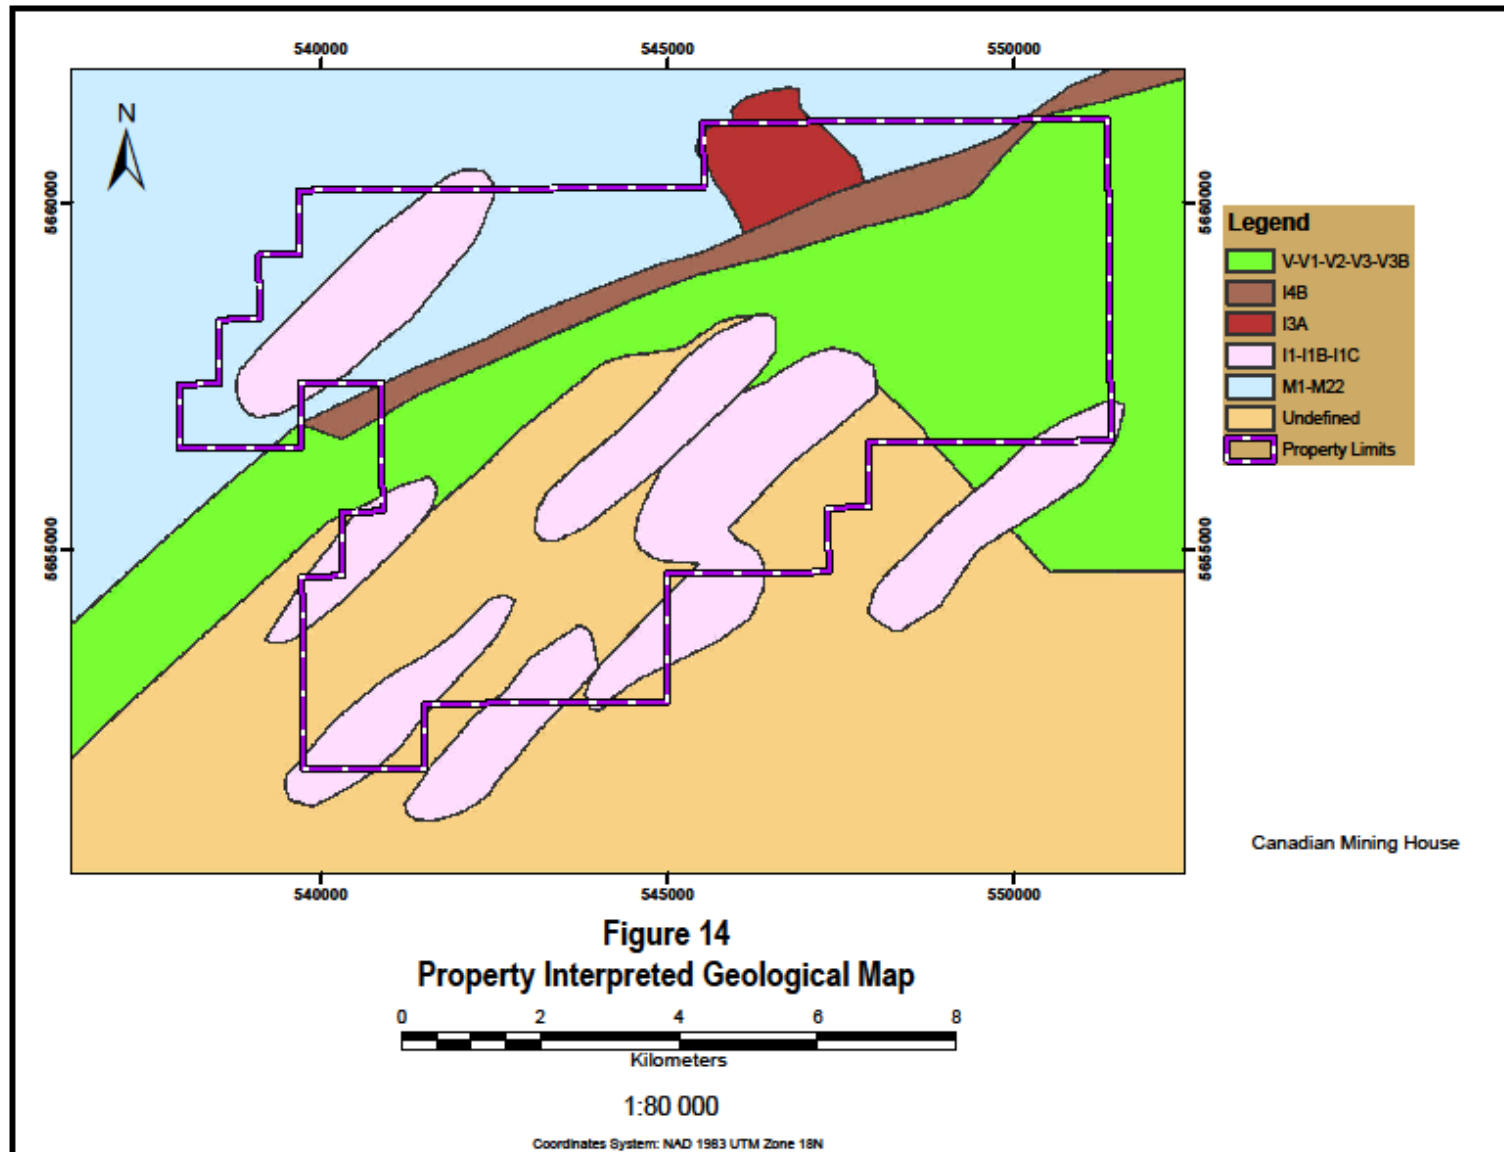 540000 545000 550000
N
5660000 5660000
5655000 5655000
Legend
V-V1-V2-V3-V3B
I4B
I3A
I1-I1B-I1C
M1-M22
Undefined
Property Limits
Canadian Mining House
540000 545000 550000
Figure 14
Property Interpreted Geological Map
0 2 4 6 8
Kilometers
1:80 000
Coordinates System: NAD 1983 UTM Zone 18N